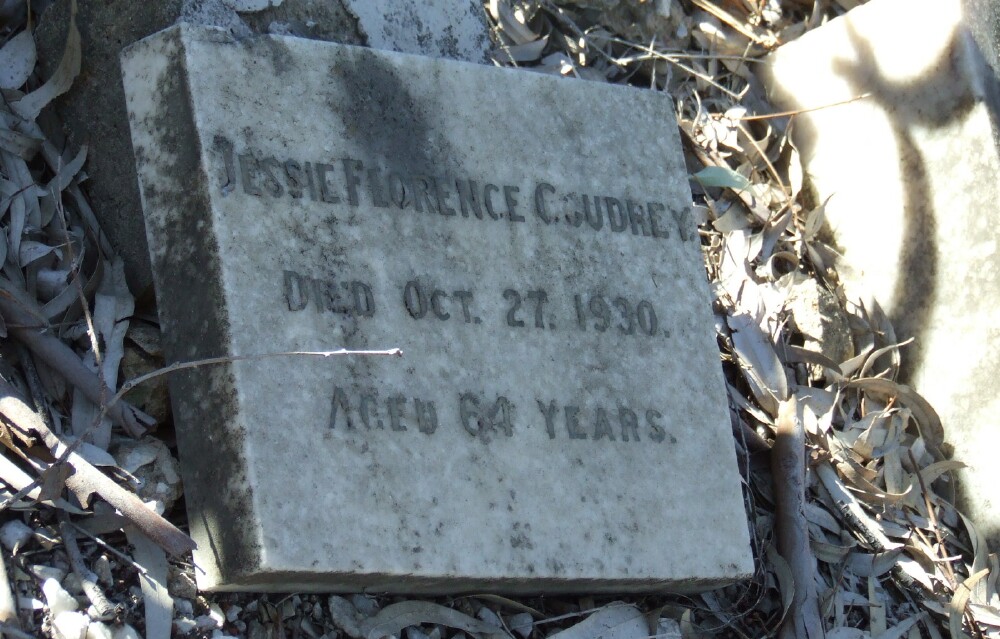 JESSIE FLORENCE COUDREY.
DIED OCT. 27. 1930.
AGED 64 YEARS.